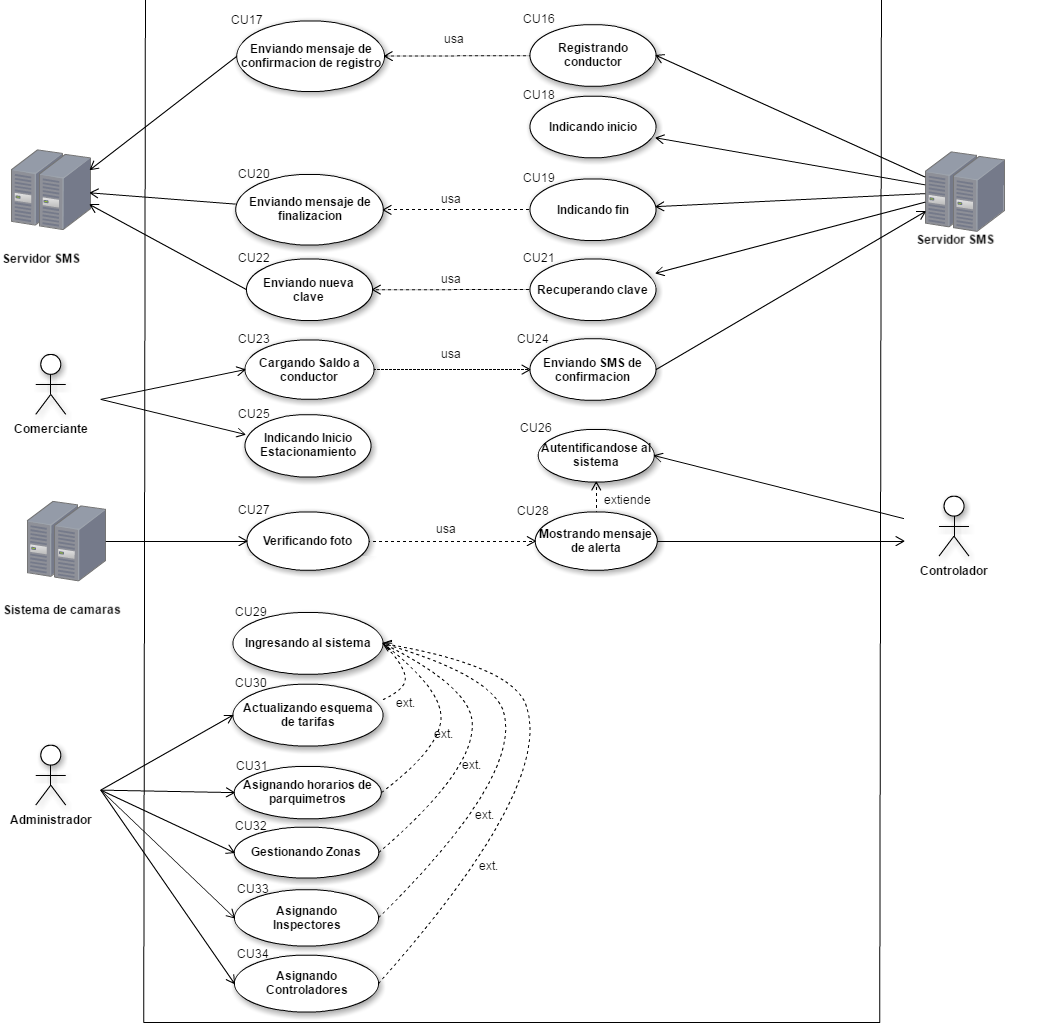 CU17
Enviando mensaje de
confirmacion de registro
usa
CU16
Registrando
conductor
CU18
Indicando inicio
Servidor SMS
Servidor SMS
CU20
Enviando mensaje de
finalizacion
usa
CU19
Indicando fin
CU22
Enviando nueva
clave
usa
CU21
Recuperando clave
CU23
Cargando Saldo a
conductor
usa
CU24
Enviando SMS de
confirmacion
Comerciante
CU25
Indicando Inicio
Estacionamiento
CU26
Autentificandose al
sistema
extiende
CU27
Verificando foto
usa
CU28
Mostrando mensaje
de alerta
Controlador
Sistema de camaras
CU29
Ingresando al sistema
CU30
Actualizando esquema
de tarifas
ext.
ext.
CU31
Asignando horarios de
parquimetros
ext.
Administrador
CU32
Gestionando Zonas
ext.
CU33
Asignando
Inspectores
ext.
CU34
Asignando
Controladores